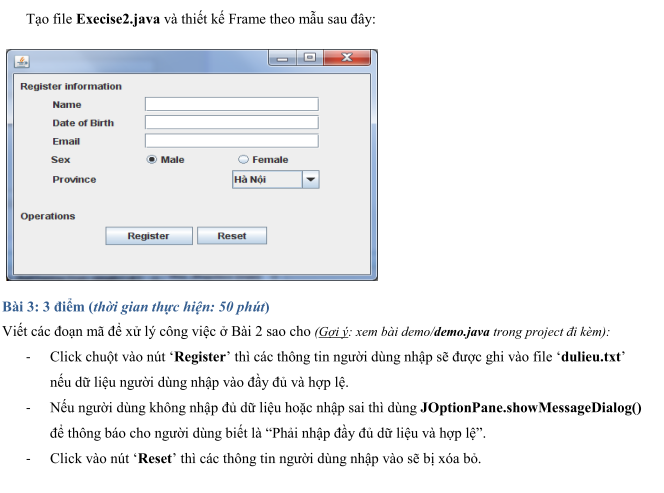 Tạo file Execise2.java và thiết kế Frame theo mẫu sau đây:
Register information
Name
Date of Birth
Email
Sex Male Female
Province Hà Nội
Operations
Register Reset
Bài 3: 3 điểm (thời gian thực hiện: 50 phút)
Viết các đoạn mã để xử lý công việc ở Bài 2 sao cho (Gợi ý: xem bài demo/demo.java trong project đi kèm):
- Click chuột vào nút ‘Register’ thì các thông tin người dùng nhập sẽ được ghi vào file ‘dulieu.txt’
nếu dữ liệu người dùng nhập vào đầy đủ và hợp lệ.
- Nếu người dùng không nhập đủ dữ liệu hoặc nhập sai thì dùng JOptionPane.showMessageDialog()
để thông báo cho người dùng biết là “Phải nhập đầy đủ dữ liệu và hợp lệ”.
- Click vào nút ‘Reset’ thì các thông tin người dùng nhập vào sẽ bị xóa bỏ.